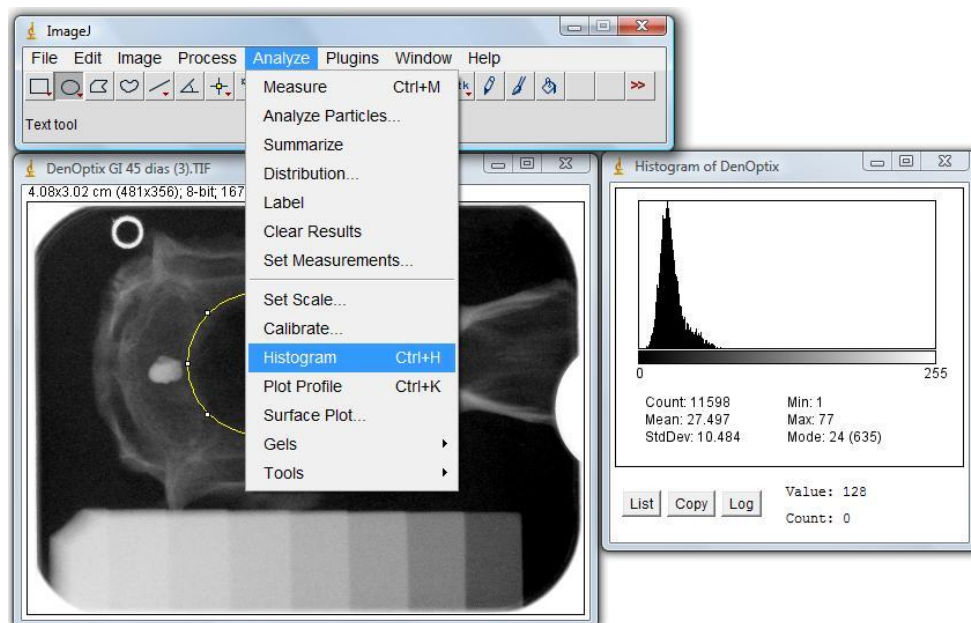 ImageJ
File Edit Image Process Analyze Plugins Window Help
Text tool
Measure Ctrl+M
Analyze Particles...
Summarize
Distribution...
Label
Clear Results
Set Measurements...
Set Scale...
Calibrate...
Histogram Ctrl+H
Plot Profile Ctrl+K
Surface Plot...
Gels
Tools
DenOptix GI 45 dias (3).TIF
4.08x3.02 cm (481x356); 8-bit; 167
Histogram of DenOptix
0 255
Count: 11598 Min: 1
Mean: 27.497 Max: 77
StdDev: 10.484 Mode: 24 (635)
List Copy Log
Value: 128
Count: 0